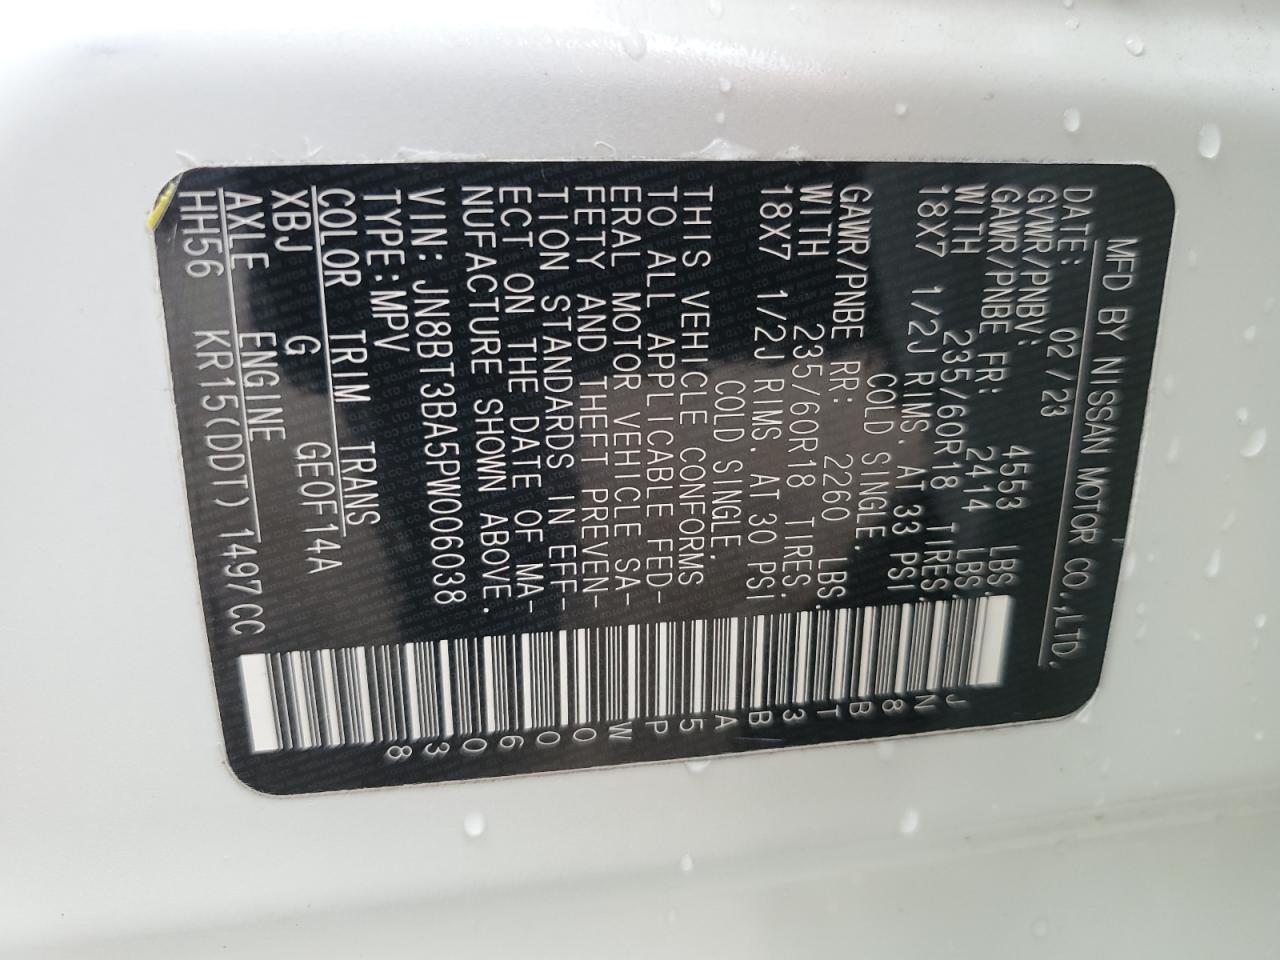 MFD BY NISSAN MOTOR CO.,LTD.
DATE: 02/23
GVWR/PNBV: 4553 LBS.
GAWR/PNBE FR: 2414 LBS.
WITH 235/60R18 TIRES.
18X7 1/2J RIMS. AT 33 PSI
COLD SINGLE.
GAWR/PNBE RR: 2260 LBS.
WITH 235/60R18 TIRES.
18X7 1/2J RIMS. AT 30 PSI
COLD SINGLE.
THIS VEHICLE CONFORMS
TO ALL APPLICABLE FED-
ERAL MOTOR VEHICLE SA-
FETY AND THEFT PREVEN-
TION STANDARDS IN EFF-
ECT ON THE DATE OF MA-
NUFACTURE SHOWN ABOVE.
VIN: JN8BT3BA5PW006038
TYPE:MPV
COLOR TRIM TRANS
XBJ G GE0F14A
AXLE ENGINE
HH56 KR15(DDT) 1497CC
JN8BT3BA5PW006038